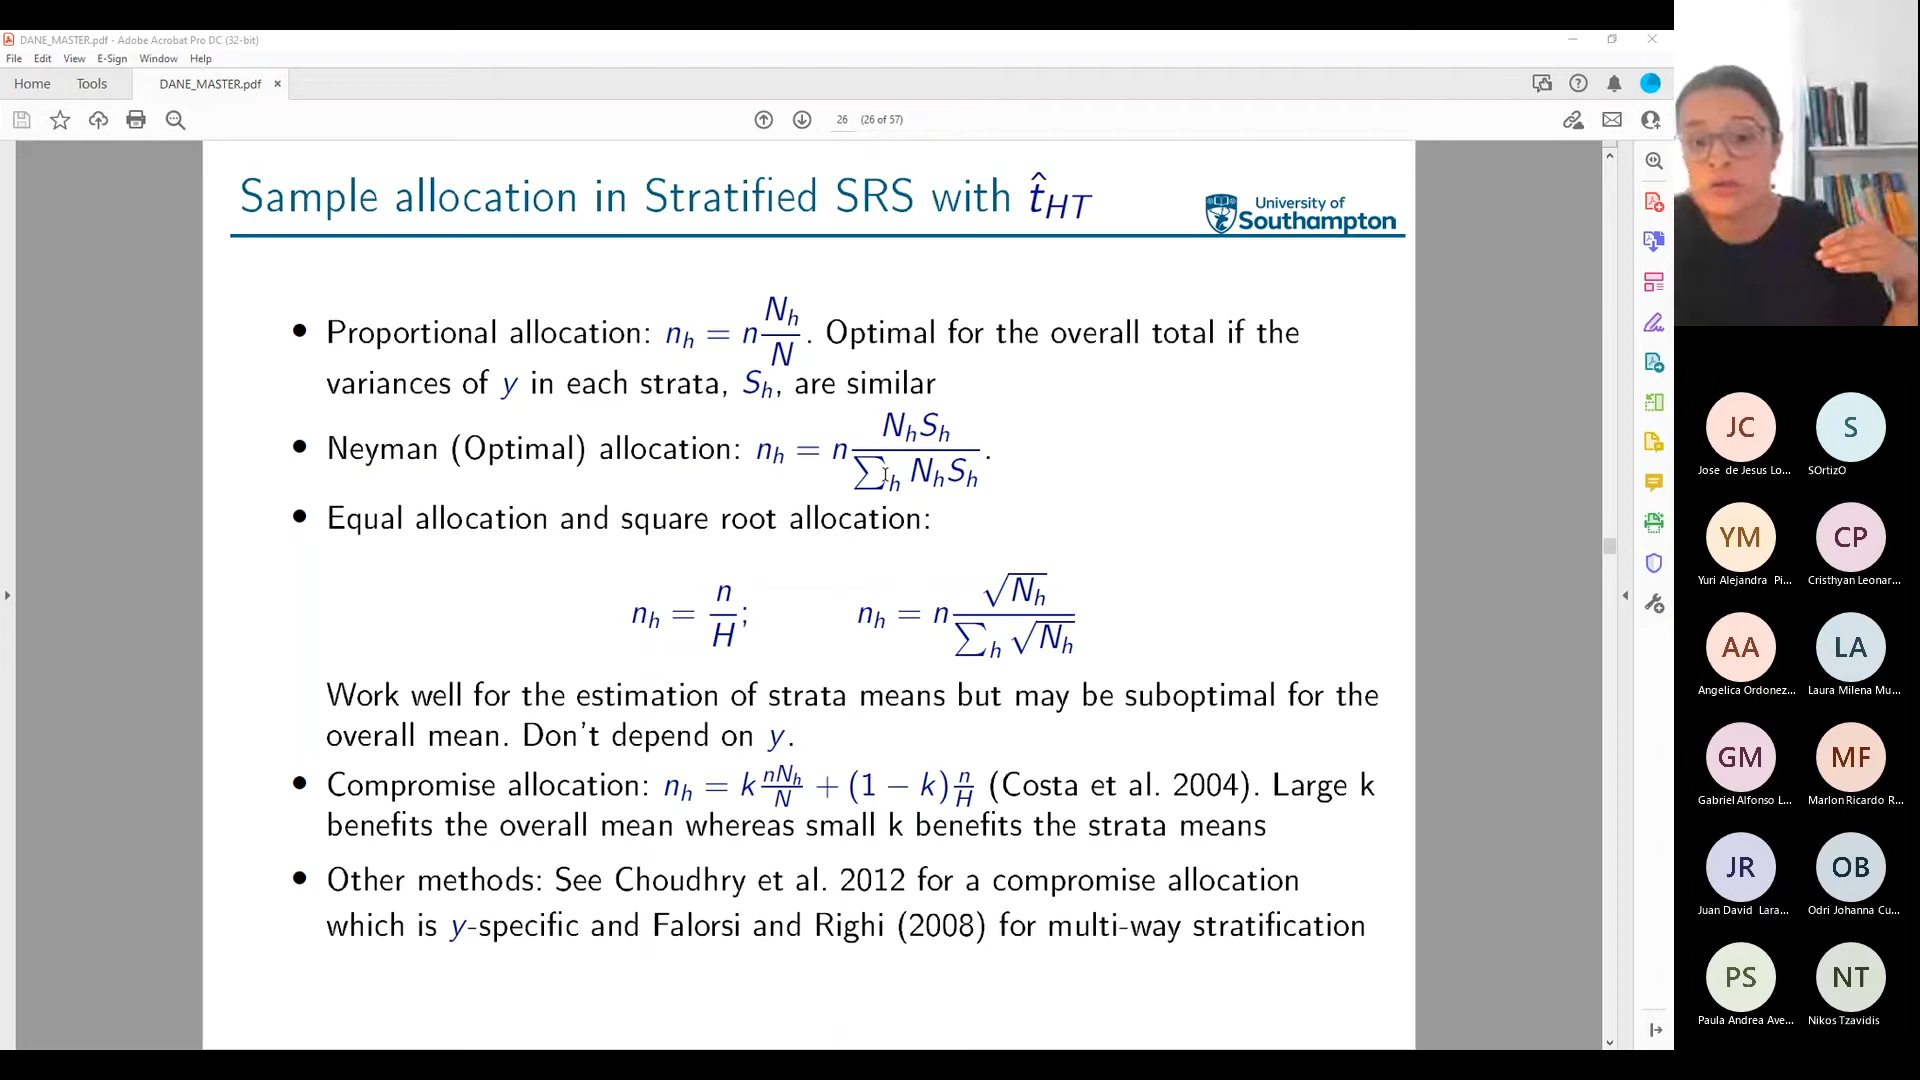 DANE_MASTER.pdf - Adobe Acrobat Pro DC (32-bit)
File Edit View E-Sign Window Help
Home Tools DANE_MASTER.pdf ×
26 (26 of 57)
Sample allocation in Stratified SRS with t̂_HT
University of
Southampton
• Proportional allocation: n_h = n N_h/N. Optimal for the overall total if the
variances of y in each strata, S_h, are similar
• Neyman (Optimal) allocation: n_h = n N_hS_h/∑_h N_hS_h.
• Equal allocation and square root allocation:
n_h = n/H; n_h = n √N_h/∑_h √N_h
Work well for the estimation of strata means but may be suboptimal for the
overall mean. Don't depend on y.
• Compromise allocation: n_h = k nN_h/N + (1 − k) n/H (Costa et al. 2004). Large k
benefits the overall mean whereas small k benefits the strata means
• Other methods: See Choudhry et al. 2012 for a compromise allocation
which is y-specific and Falorsi and Righi (2008) for multi-way stratification
JC S
Jose de Jesus Lo... SOrtizO
YM CP
Yuri Alejandra Pi... Cristhyan Leonar...
AA LA
Angelica Ordonez... Laura Milena Mu...
GM MF
Gabriel Alfonso L... Marlon Ricardo R...
JR OB
Juan David Lara... Odri Johanna Cu...
PS NT
Paula Andrea Ave... Nikos Tzavidis